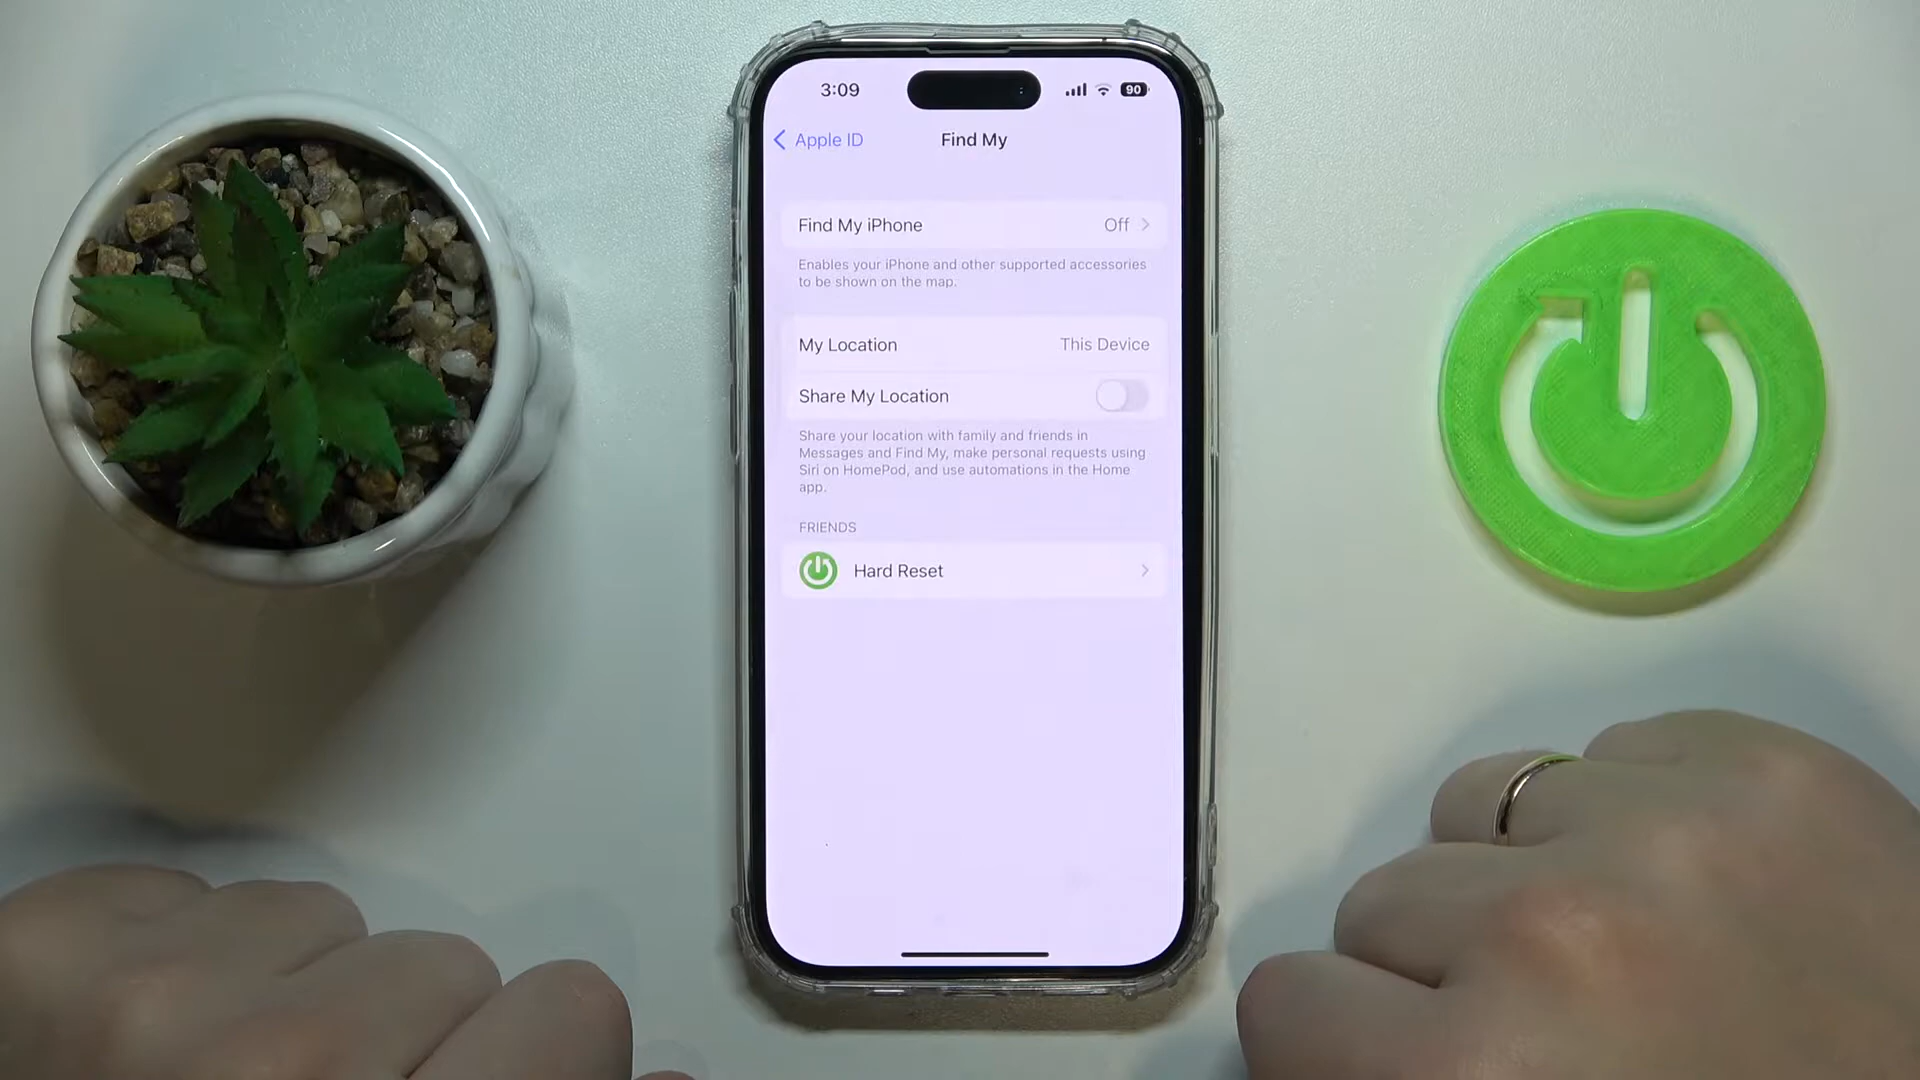 3:09
90
Apple ID
Find My
Find My iPhone Off
Enables your iPhone and other supported accessories
to be shown on the map.
My Location This Device
Share My Location
Share your location with family and friends in
Messages and Find My, make personal requests using
Siri on HomePod, and use automations in the Home
app.
FRIENDS
Hard Reset